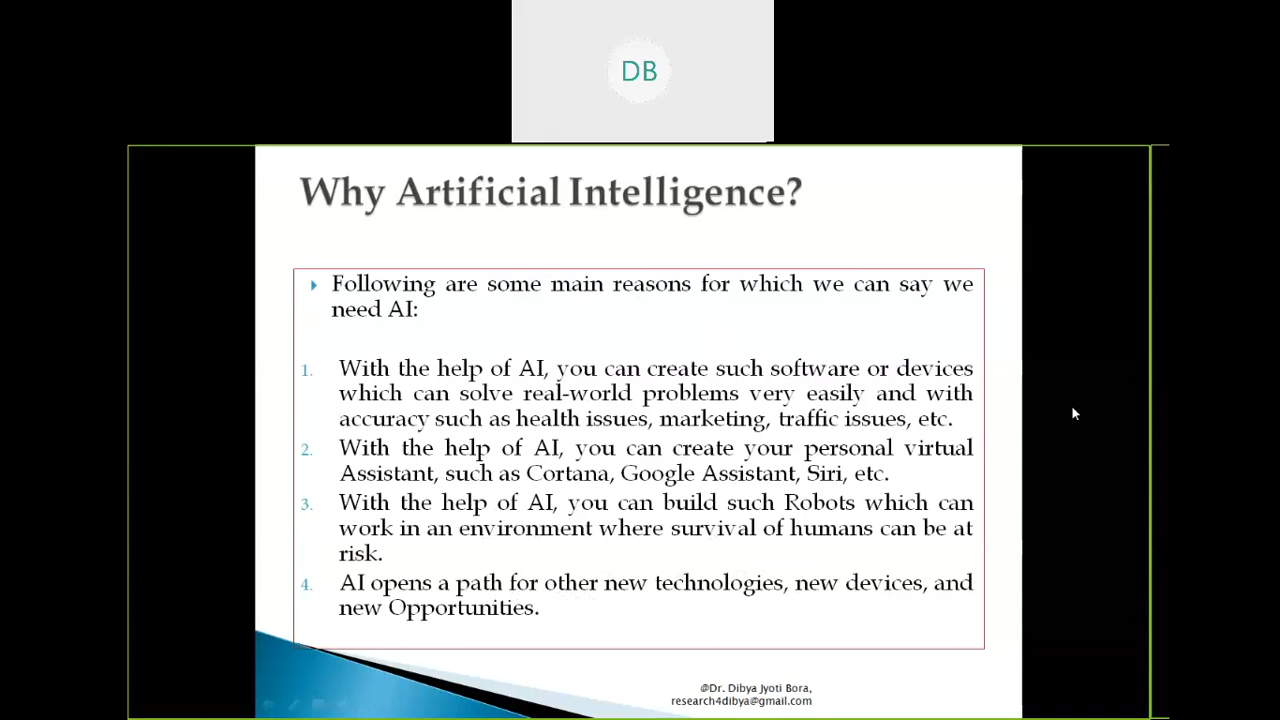 DB
Why Artificial Intelligence?
Following are some main reasons for which we can say we
need AI:
1. With the help of AI, you can create such software or devices
which can solve real-world problems very easily and with
accuracy such as health issues, marketing, traffic issues, etc.
2. With the help of AI, you can create your personal virtual
Assistant, such as Cortana, Google Assistant, Siri, etc.
3. With the help of AI, you can build such Robots which can
work in an environment where survival of humans can be at
risk.
4. AI opens a path for other new technologies, new devices, and
new Opportunities.
@Dr. Dibya Jyoti Bora,
research4dibya@gmail.com